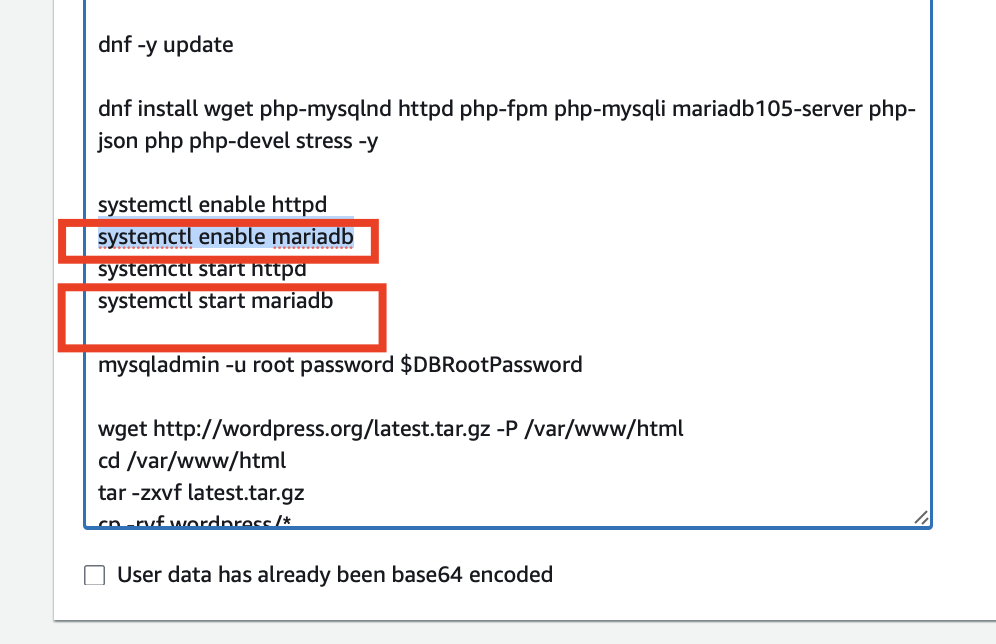 dnf -y update
dnf install wget php-mysqlnd httpd php-fpm php-mysqli mariadb105-server php-
json php php-devel stress -y
systemctl enable httpd
systemctl enable mariadb
systemctl start httpd
systemctl start mariadb
mysqladmin -u root password $DBRootPassword
wget http://wordpress.org/latest.tar.gz -P /var/www/html
cd /var/www/html
tar -zxvf latest.tar.gz
cp -rvf wordpress/*
User data has already been base64 encoded